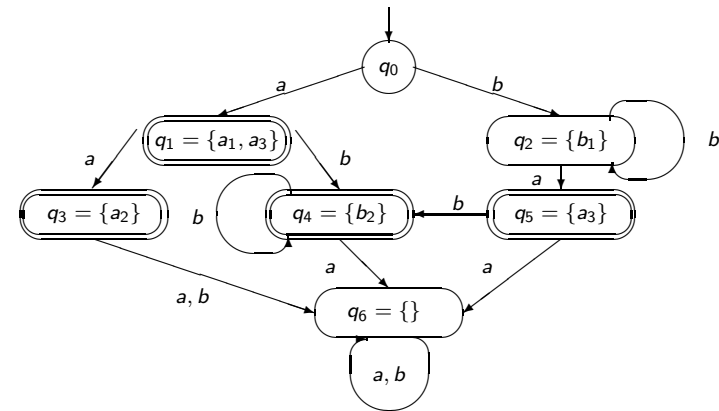 q0
a
b
q1 = {a1, a3}
q2 = {b1}
b
a
b
a
q3 = {a2}
b
q4 = {b2}
b
q5 = {a3}
a
a
a, b
q6 = {}
a, b